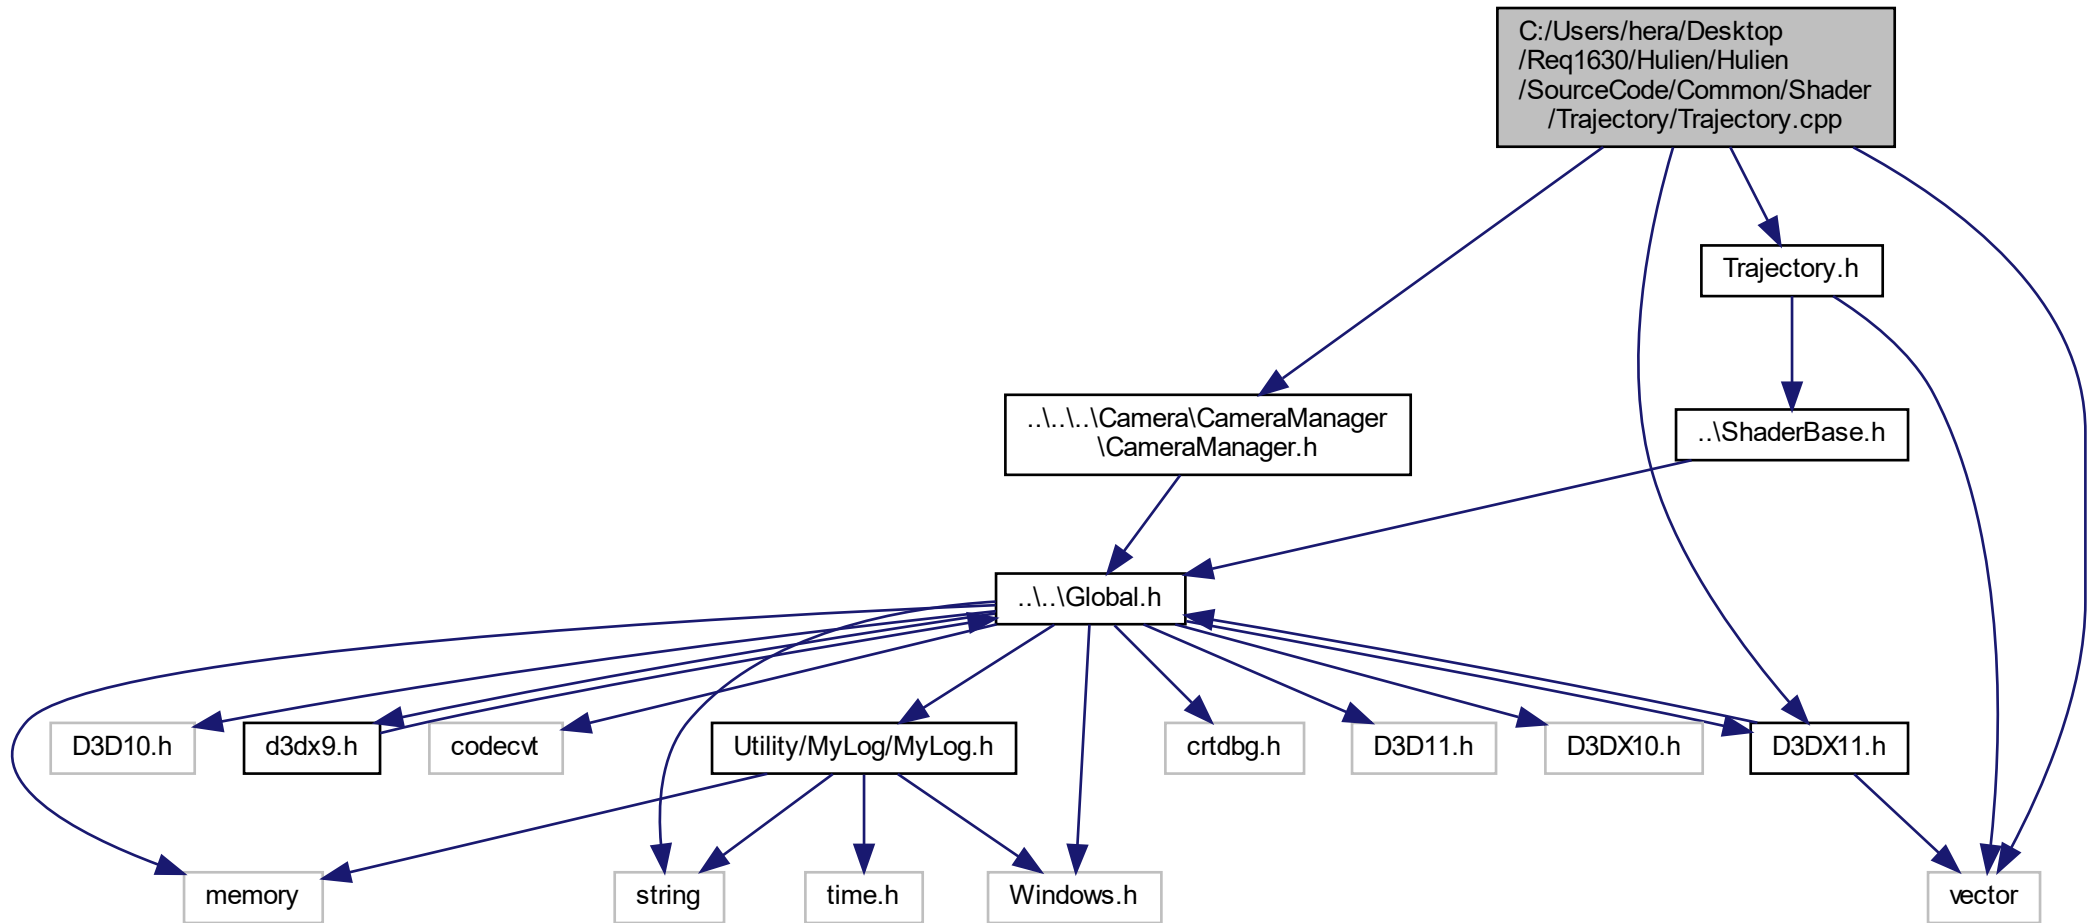 C:/Users/hera/Desktop
/Req1630/Hulien/Hulien
/SourceCode/Common/Shader
/Trajectory/Trajectory.cpp
Trajectory.h
..\..\..\Camera\CameraManager
\CameraManager.h
..\ShaderBase.h
..\..\Global.h
D3D10.h
d3dx9.h
codecvt
Utility/MyLog/MyLog.h
crtdbg.h
D3D11.h
D3DX10.h
D3DX11.h
memory
string
time.h
Windows.h
vector